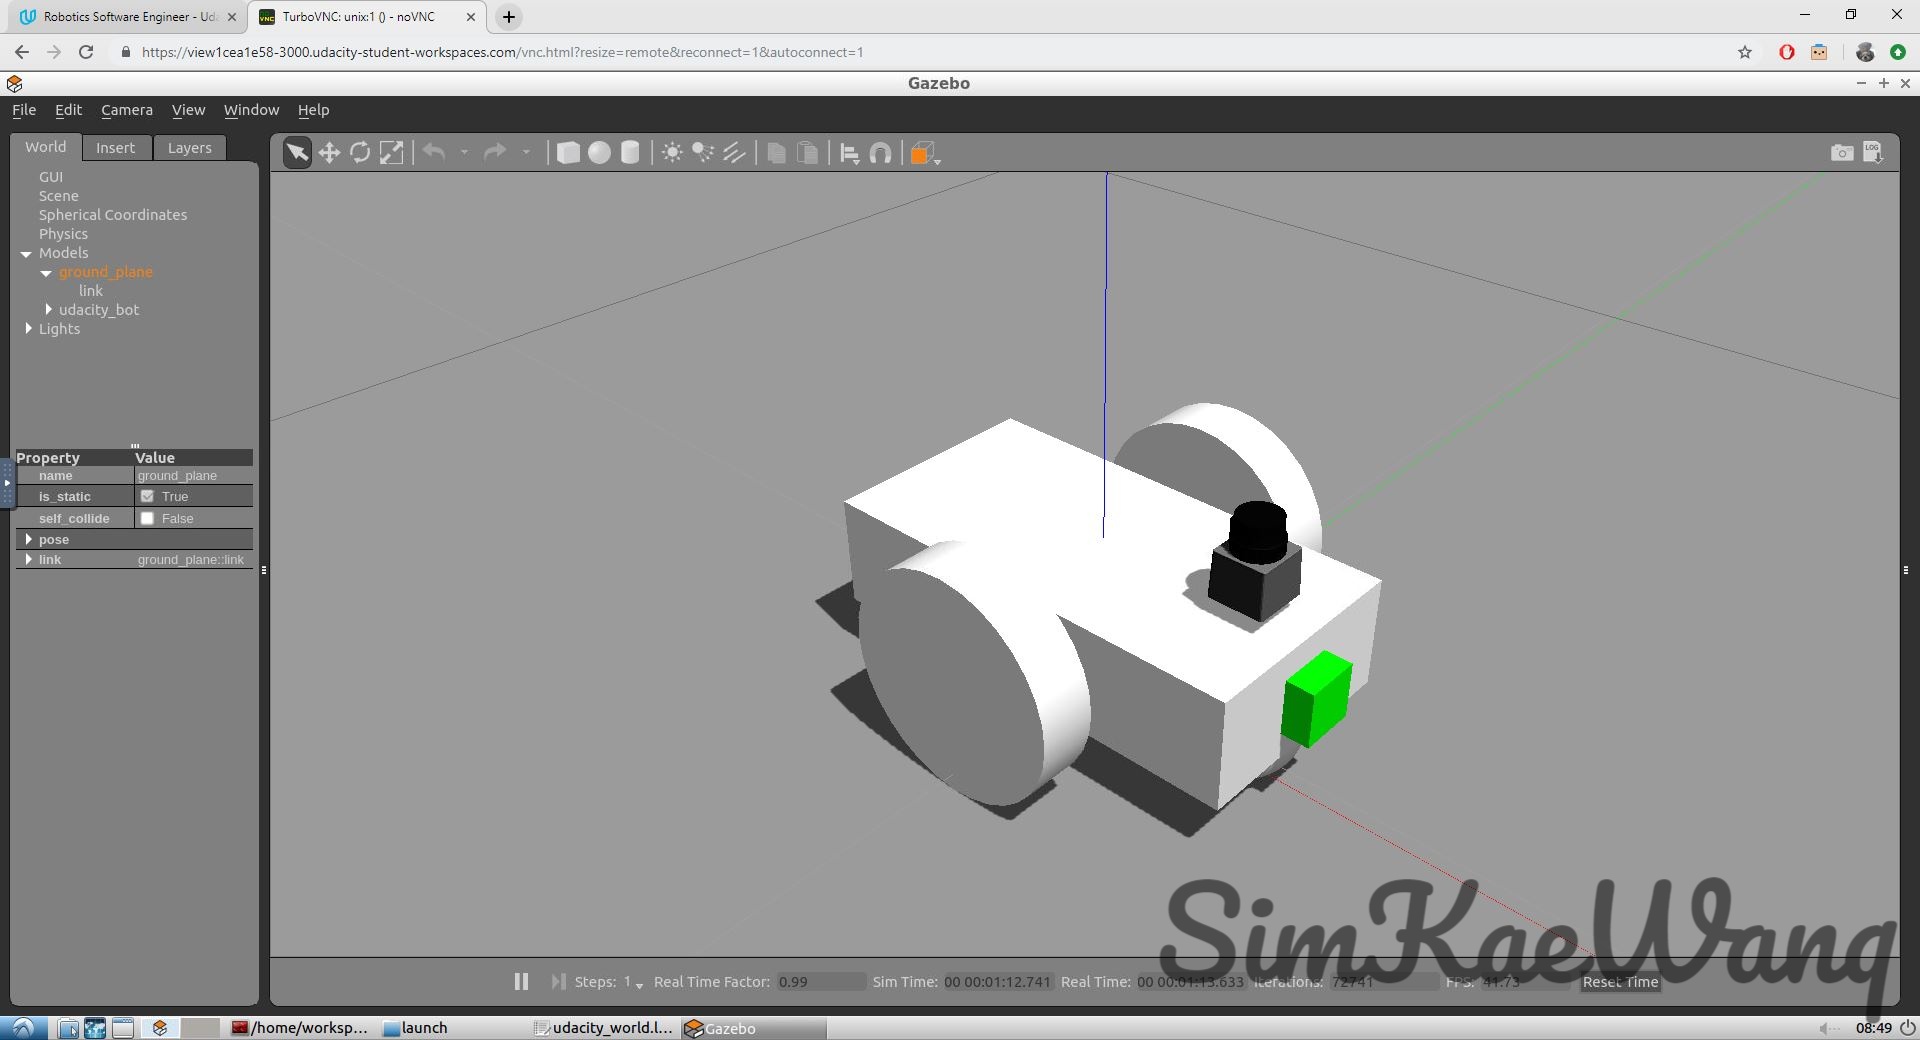 Robotics Software Engineer - Uda
TurboVNC: unix:1 () - noVNC
https://view1cea1e58-3000.udacity-student-workspaces.com/vnc.html?resize=remote&reconnect=1&autoconnect=1
Gazebo
File Edit Camera View Window Help
World Insert Layers
LOG
GUI
Scene
Spherical Coordinates
Physics
Models
ground_plane
link
udacity_bot
Lights
Property Value
name ground_plane
is_static True
self_collide False
pose
link ground_plane::link
SimKaeWang
Steps: 1 Real Time Factor: 0.99 Sim Time: 00 00:01:12.741 Real Time: 00 00:01:13.633 Iterations: 72741 FPS: 41.73 Reset Time
/home/worksp... launch udacity_world.l... Gazebo 08:49